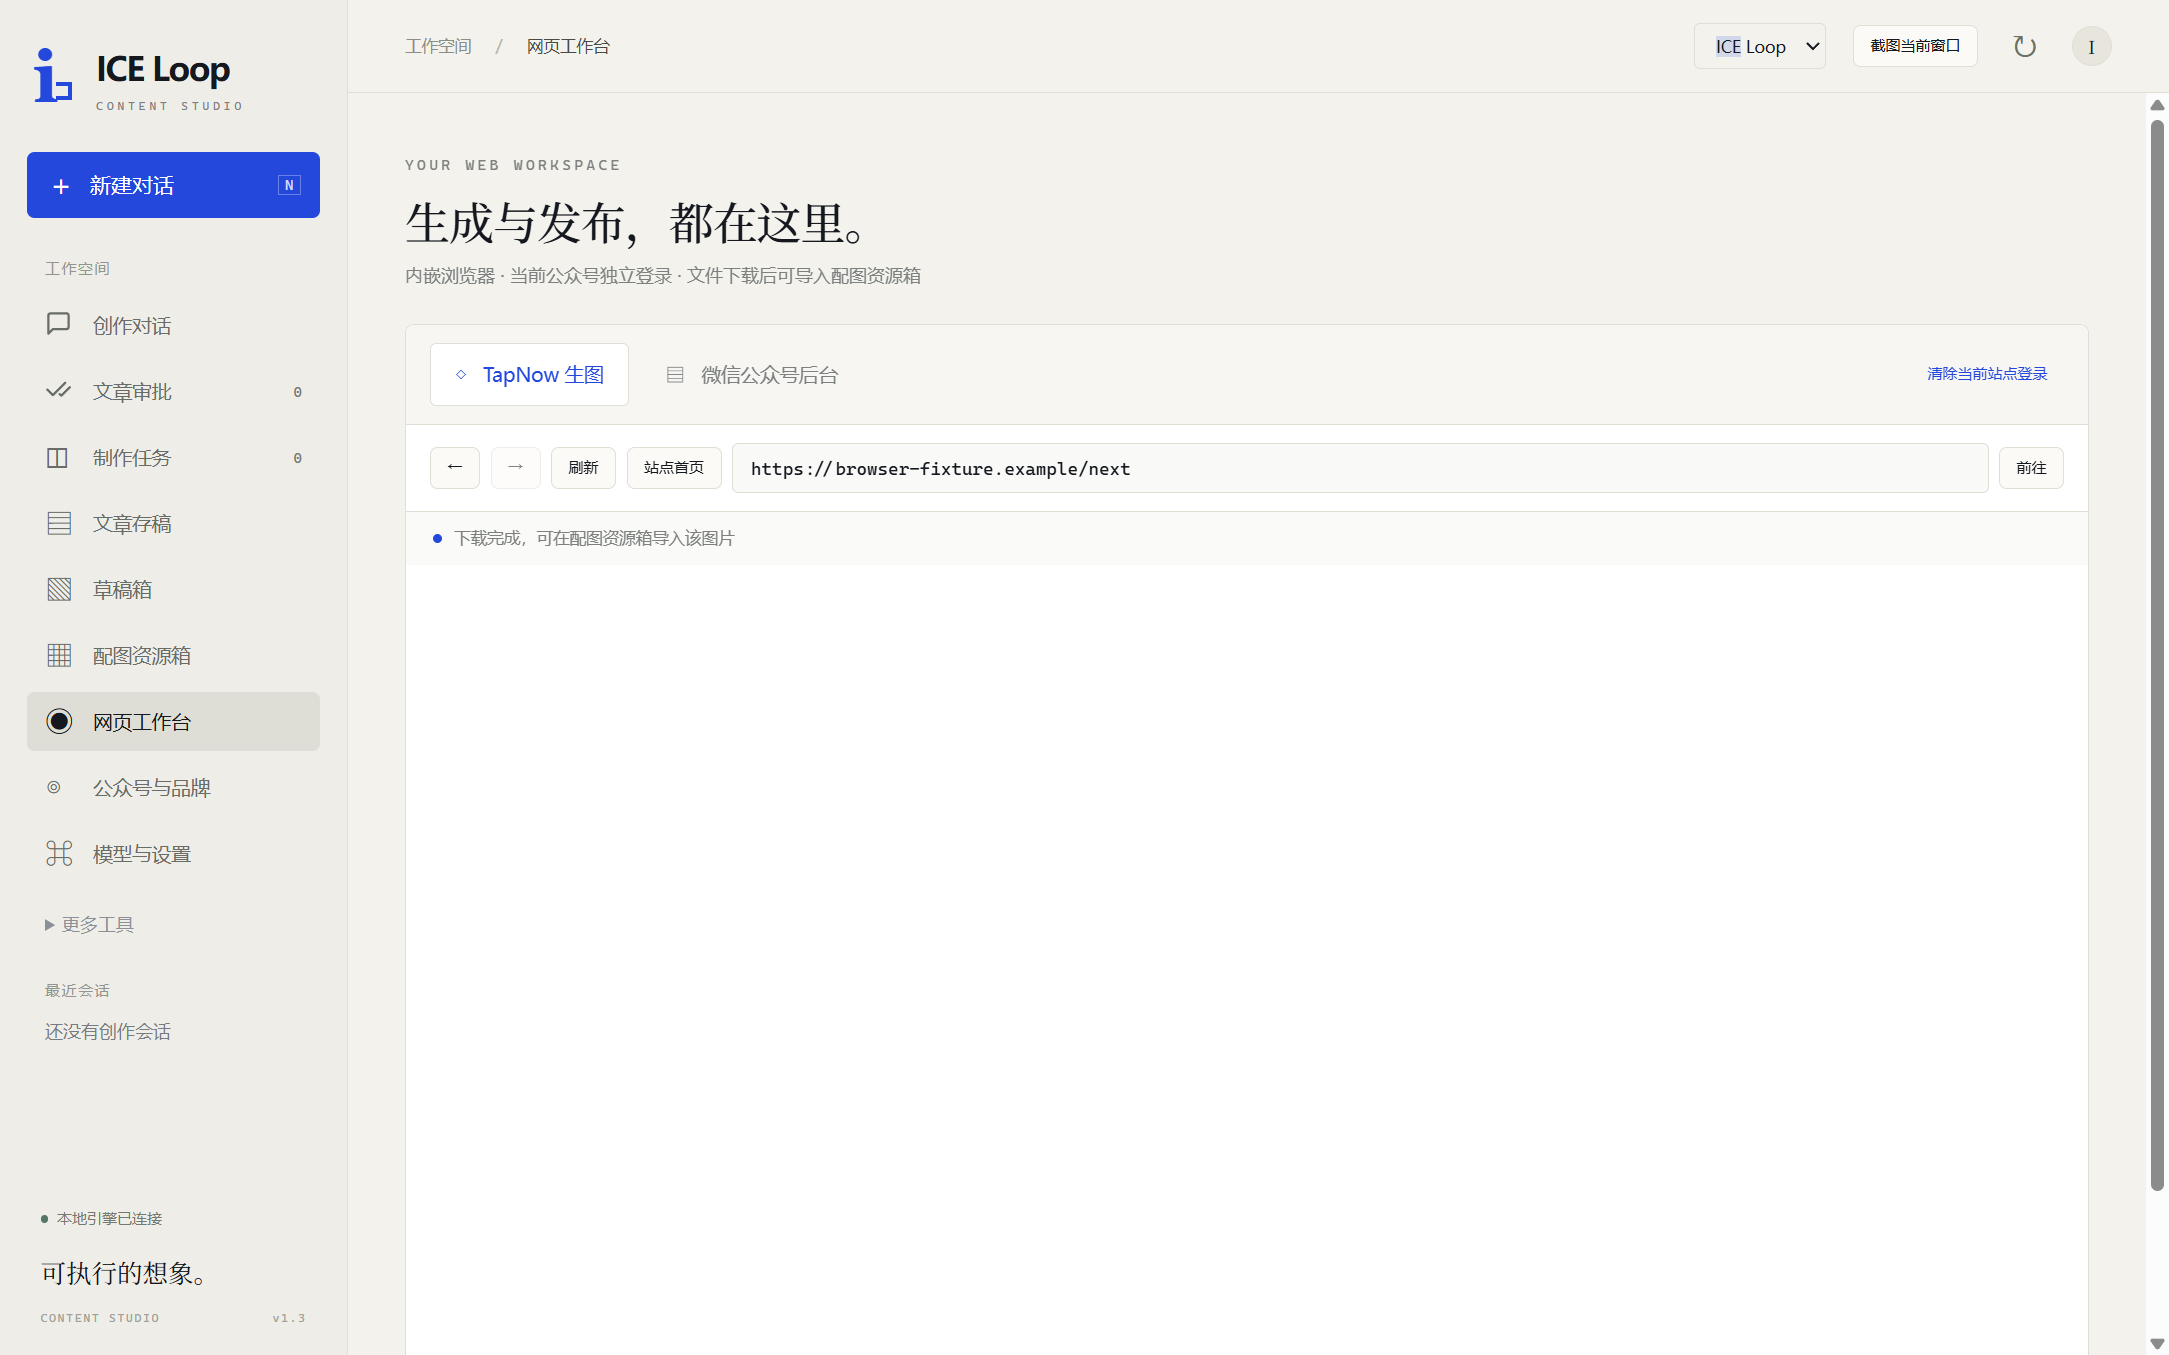 ICE Loop
CONTENT STUDIO
+ 新建对话 N
工作空间
创作对话
文章审批 0
制作任务 0
文章存稿
草稿箱
配图资源箱
网页工作台
公众号与品牌
模型与设置
更多工具
最近会话
还没有创作会话
本地引擎已连接
可执行的想象。
CONTENT STUDIO v1.3
工作空间 / 网页工作台
ICE Loop
截图当前窗口
I
YOUR WEB WORKSPACE
生成与发布，都在这里。
内嵌浏览器 · 当前公众号独立登录 · 文件下载后可导入配图资源箱
TapNow 生图
微信公众号后台
清除当前站点登录
← → 刷新 站点首页 https://browser-fixture.example/next 前往
下载完成，可在配图资源箱导入该图片